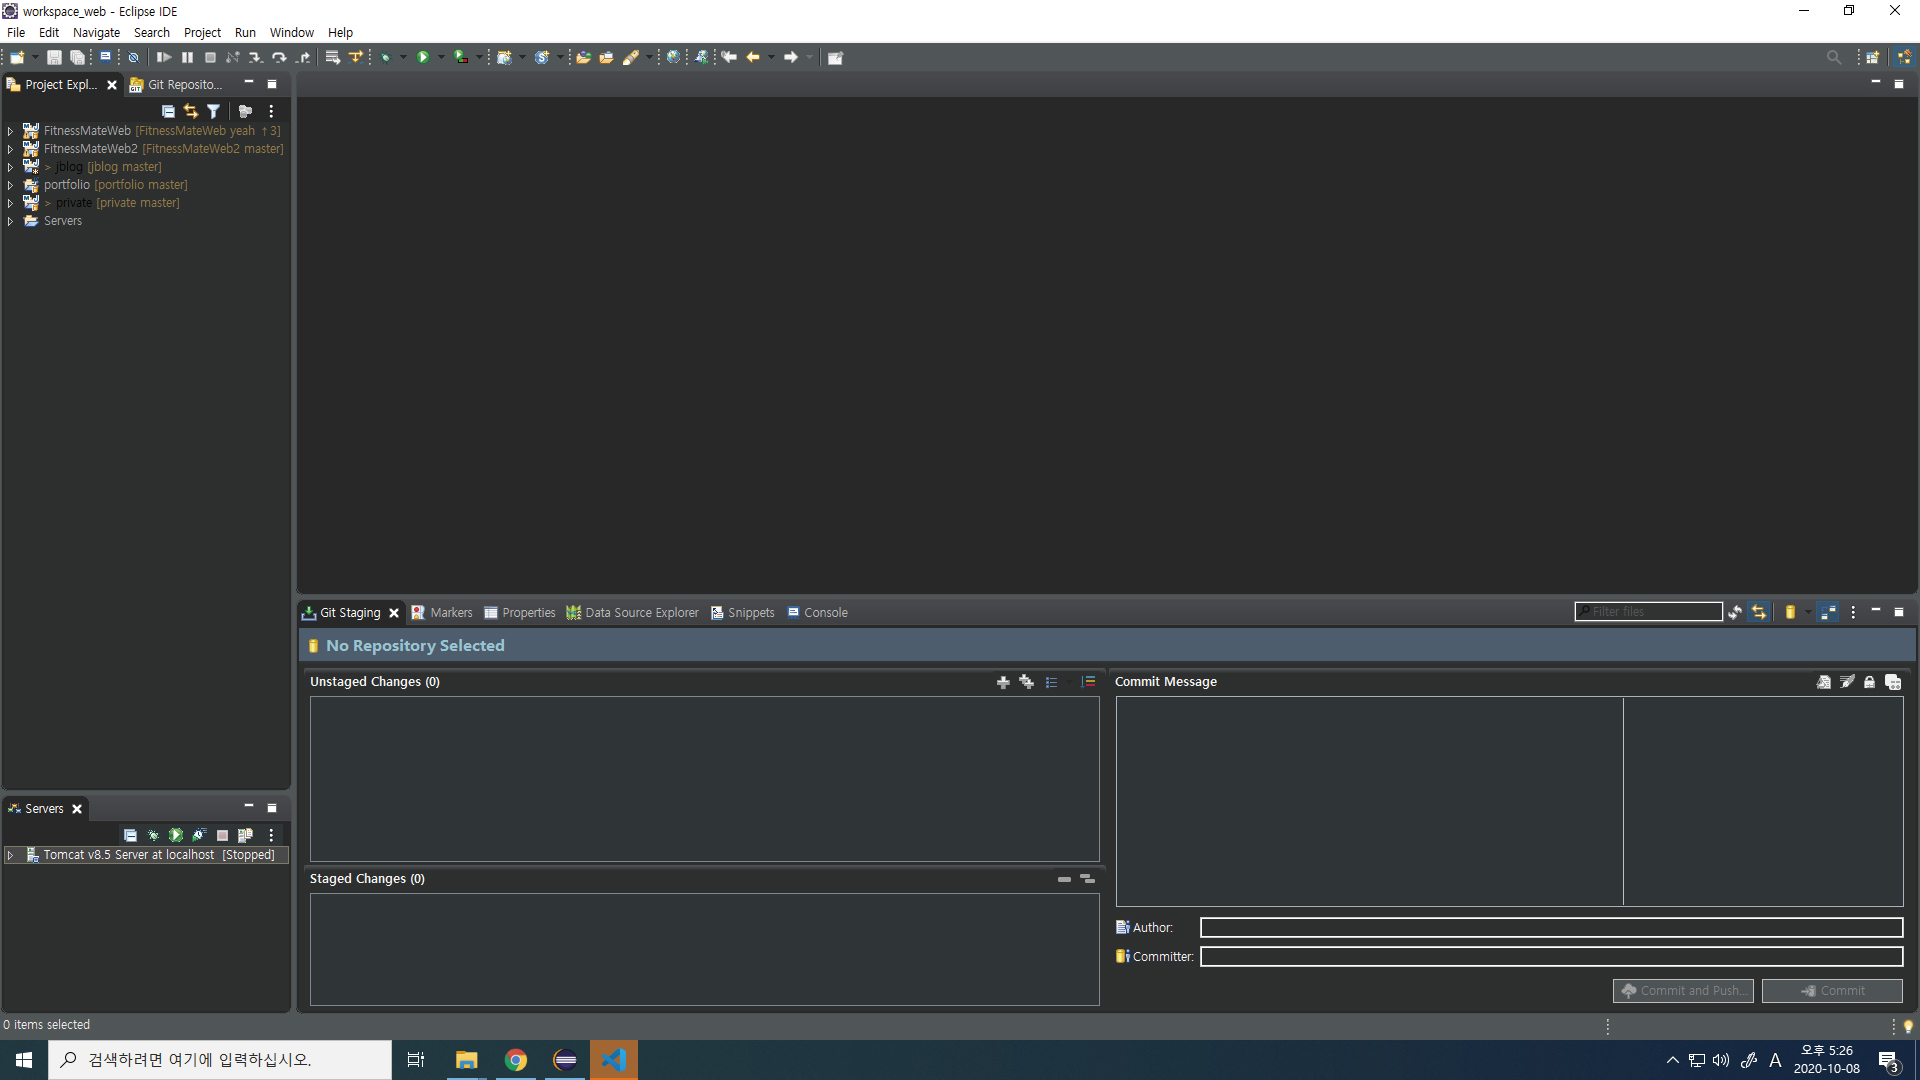 workspace_web - Eclipse IDE
File Edit Navigate Search Project Run Window Help
Project Expl... Git Reposito...
FitnessMateWeb [FitnessMateWeb yeah ↑3]
FitnessMateWeb2 [FitnessMateWeb2 master]
> jblog [jblog master]
portfolio [portfolio master]
> private [private master]
Servers
Git Staging Markers Properties Data Source Explorer Snippets Console Filter files
No Repository Selected
Unstaged Changes (0)
Commit Message
Staged Changes (0)
Author:
Committer:
Commit and Push... Commit
Servers
Tomcat v8.5 Server at localhost [Stopped]
0 items selected
검색하려면 여기에 입력하십시오.
A
오후 5:26
2020-10-08
3